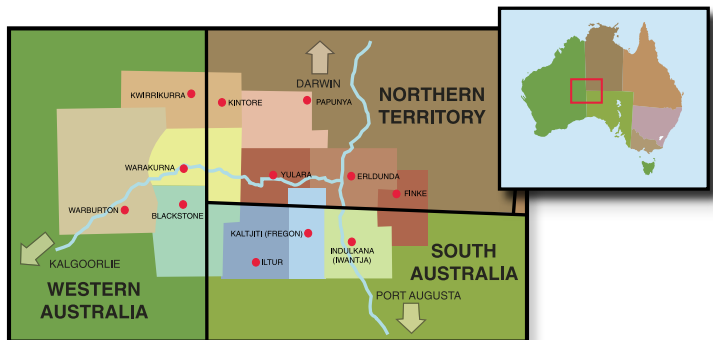 DARWIN
KWIRRIKURRA
KINTORE
PAPUNYA
NORTHERN
TERRITORY
WARAKURNA
YULARA
ERLDUNDA
FINKE
WARBURTON
BLACKSTONE
KALTJITI (FREGON)
INDULKANA
(IWANTJA)
ILTUR
KALGOORLIE
WESTERN
AUSTRALIA
SOUTH
AUSTRALIA
PORT AUGUSTA